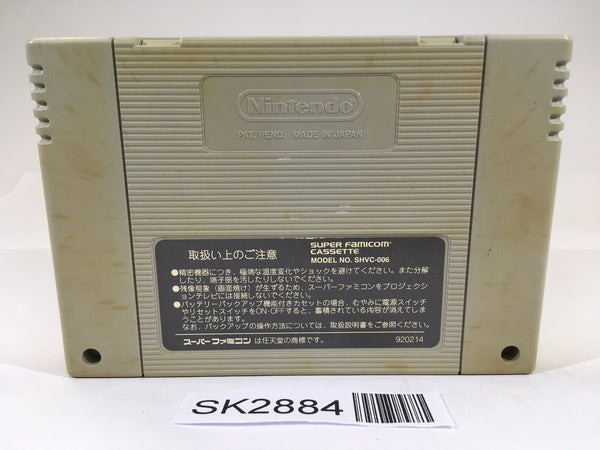 Nintendo
PAT. PEND. MADE IN JAPAN
取扱い上のご注意
SUPER FAMICOM
CASSETTE
MODEL NO. SHVC-006
●精密機器につき、極端な温度変化やショックを避けてください。また分解
したり、端子部を汚したりしないでください。
●残像現象(画面焼け)が生ずるため、スーパーファミコンをプロジェクシ
ョンテレビには接続しないでください。
●バッテリーバックアップ機能付きカセットの場合、むやみに電源スイッチ
やリセットスイッチをON・OFFすると、蓄積されている内容が消えてしま
うことがあります。
なお、バックアップの操作方法については、取扱説明書をご参照ください。
スーパーファミコン は任天堂の商標です。
920214
SK2884